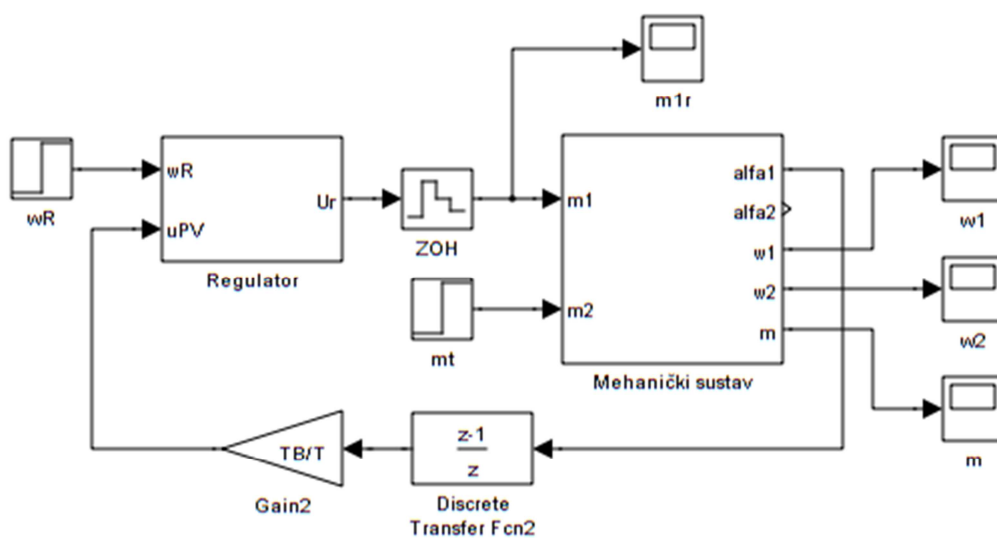 m1r
wR
uPV
Ur
wR
Regulator
ZOH
m1
m2
alfa1
alfa2
w1
w2
m
Mehanički sustav
w1
w2
m
mt
TB/T
Gain2
z-1
z
Discrete
Transfer Fcn2